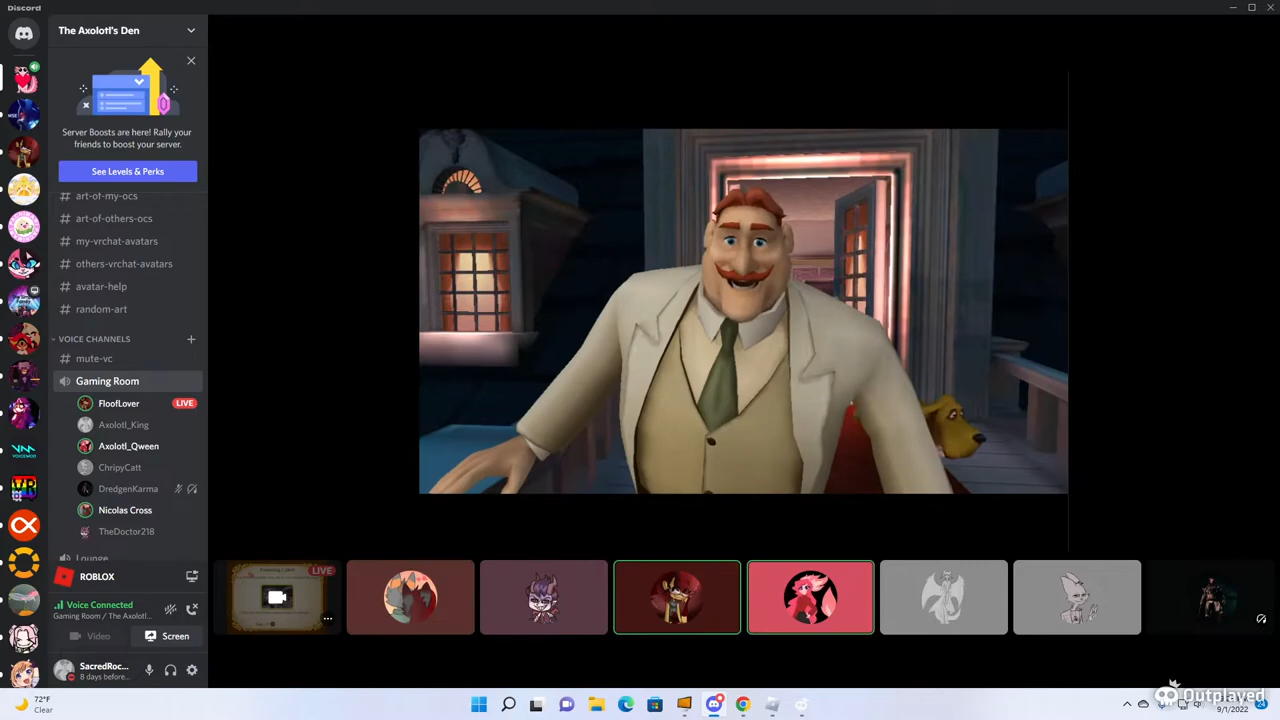 Discord
The Axolotl's Den
Server Boosts are here! Rally your
friends to boost your server.
See Levels & Perks
# art-of-my-ocs
# art-of-others-ocs
# my-vrchat-avatars
# others-vrchat-avatars
# avatar-help
# random-art
VOICE CHANNELS
# mute-vc
Gaming Room
FloofLover LIVE
Axolotl_King
Axolotl_Qween
ChripyCatt
DredgenKarma
Nicolas Cross
TheDoctor218
Lounge
ROBLOX
Voice Connected
Gaming Room / The Axolotl...
Video Screen
SacredRoc...
8 days before...
LIVE
72°F
Clear
Outplayed
9/1/2022